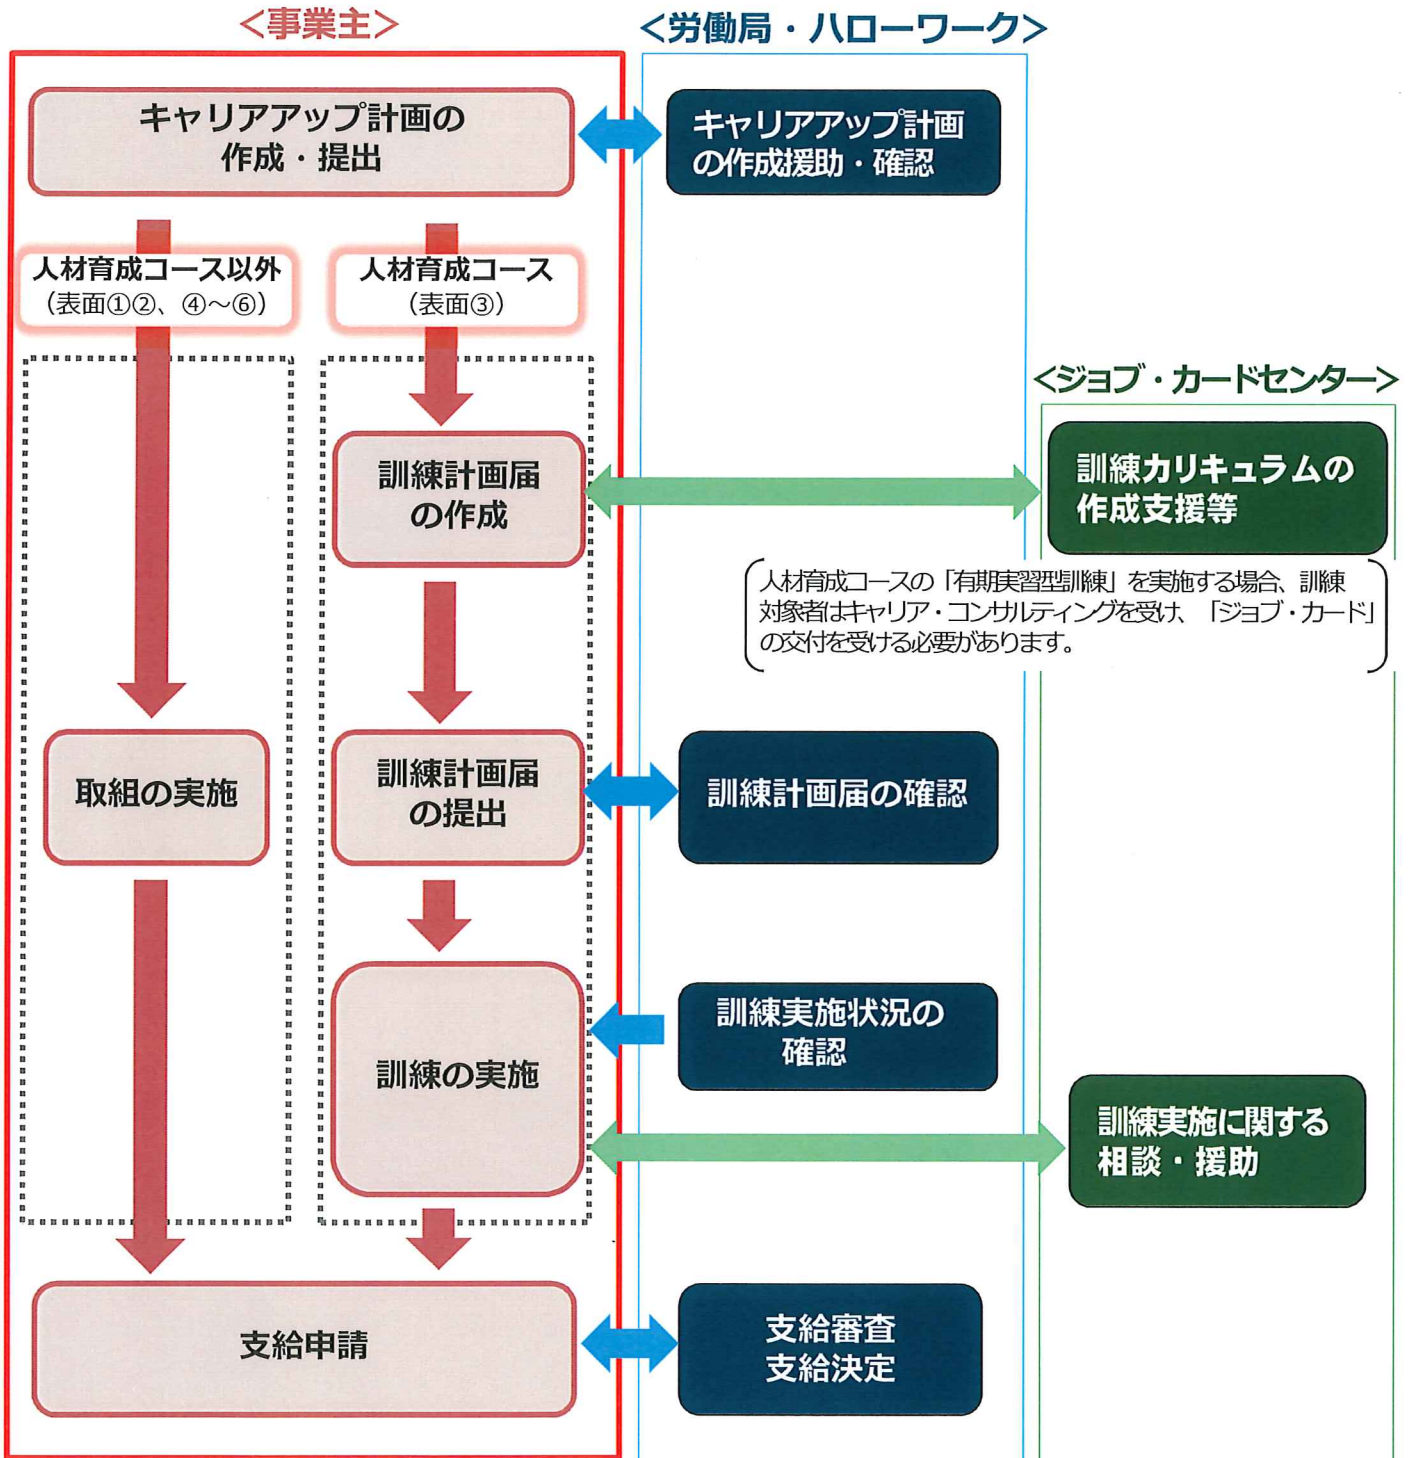 <事業主>
<労働局・ハローワーク>
キャリアアップ計画の
作成・提出
キャリアアップ計画
の作成援助・確認
人材育成コース以外
(表面①②、④～⑥)
人材育成コース
(表面③)
<ジョブ・カードセンター>
訓練計画届
の作成
訓練カリキュラムの
作成支援等
人材育成コースの「有期実習型訓練」を実施する場合、訓練
対象者はキャリア・コンサルティングを受け、「ジョブ・カード」
の交付を受ける必要があります。
取組の実施
訓練計画届
の提出
訓練計画届の確認
訓練の実施
訓練実施状況の
確認
訓練実施に関する
相談・援助
支給申請
支給審査
支給決定